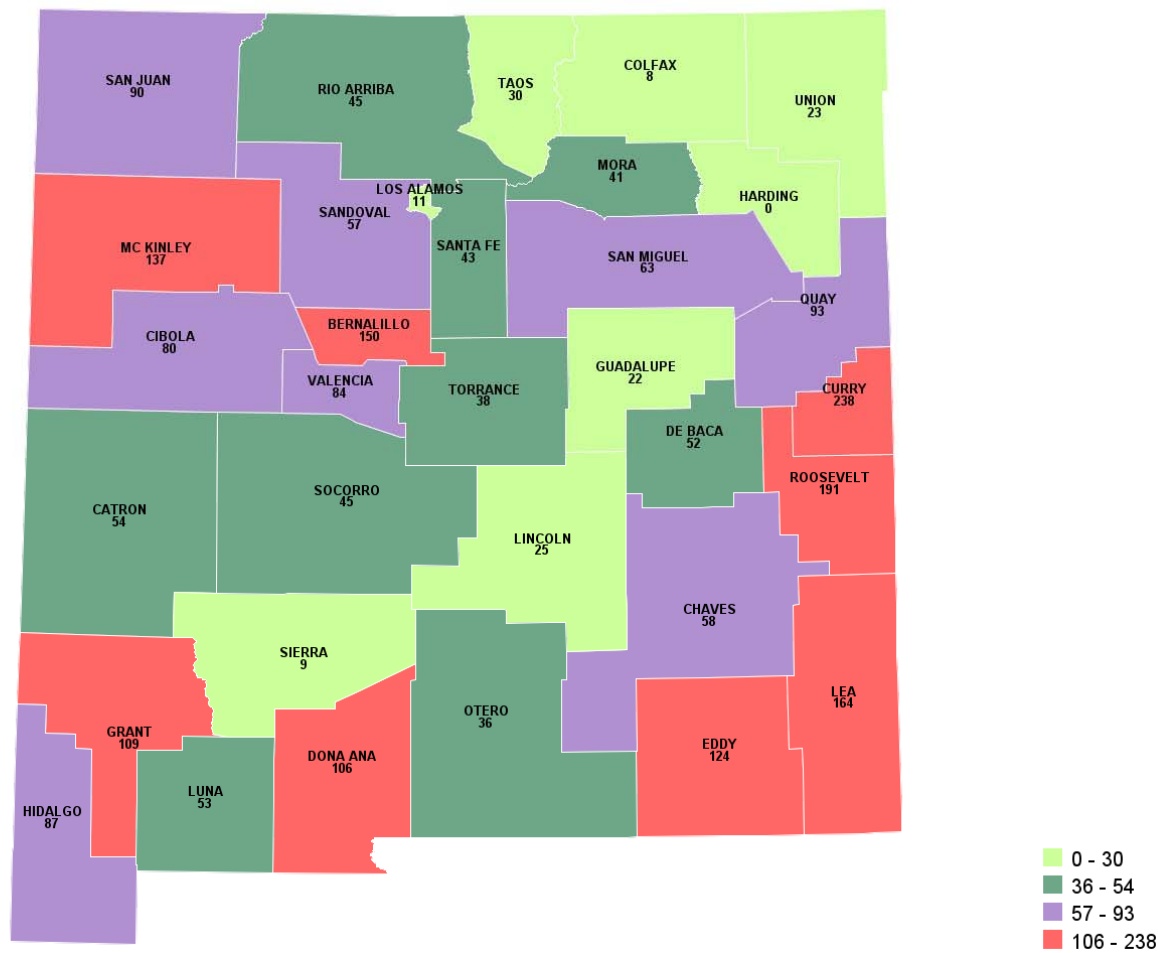 SAN JUAN
90
RIO ARRIBA
45
TAOS
30
COLFAX
8
UNION
23
MORA
41
LOS ALAMOS
11
HARDING
0
SANDOVAL
57
SANTA FE
43
SAN MIGUEL
63
MC KINLEY
137
QUAY
93
BERNALILLO
150
CIBOLA
80
VALENCIA
84
TORRANCE
38
GUADALUPE
22
CURRY
238
DE BACA
52
ROOSEVELT
191
CATRON
54
SOCORRO
45
LINCOLN
25
CHAVES
58
SIERRA
9
LEA
164
OTERO
36
GRANT
109
DONA ANA
106
EDDY
124
LUNA
53
HIDALGO
87
0 - 30
36 - 54
57 - 93
106 - 238